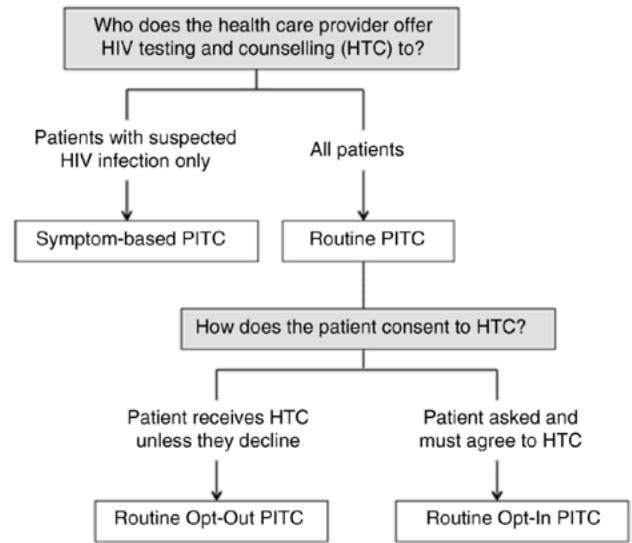 Who does the health care provider offer
HIV testing and counselling (HTC) to?
Patients with suspected
HIV infection only
All patients
Symptom-based PITC
Routine PITC
How does the patient consent to HTC?
Patient receives HTC
unless they decline
Patient asked and
must agree to HTC
Routine Opt-Out PITC
Routine Opt-In PITC